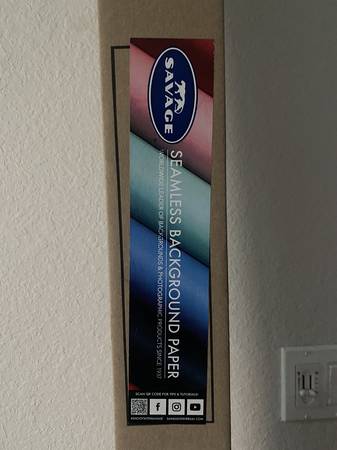 SAVAGE
SEAMLESS BACKGROUND PAPER
WORLDWIDE LEADER OF BACKGROUNDS & PHOTOGRAPHIC PRODUCTS SINCE 1937
SCAN QR CODE FOR TIPS & TUTORIALS!